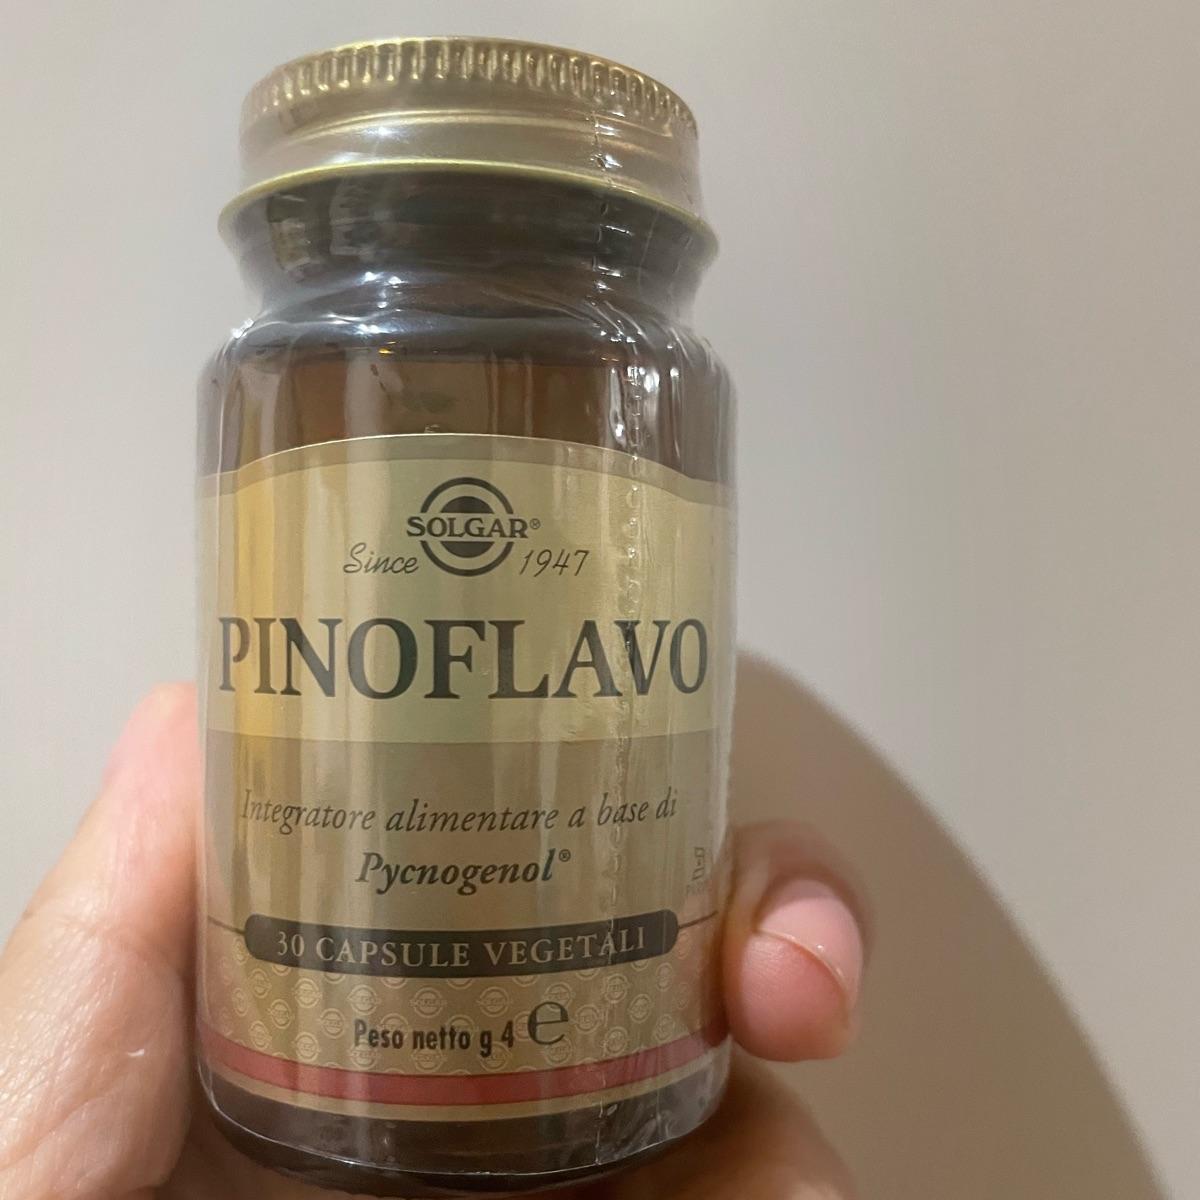 SOLGAR®
Since 1947
PINOFLAVO
Integratore alimentare a base di
Pycnogenol®
30 CAPSULE VEGETALI
Peso netto g 4 ℮